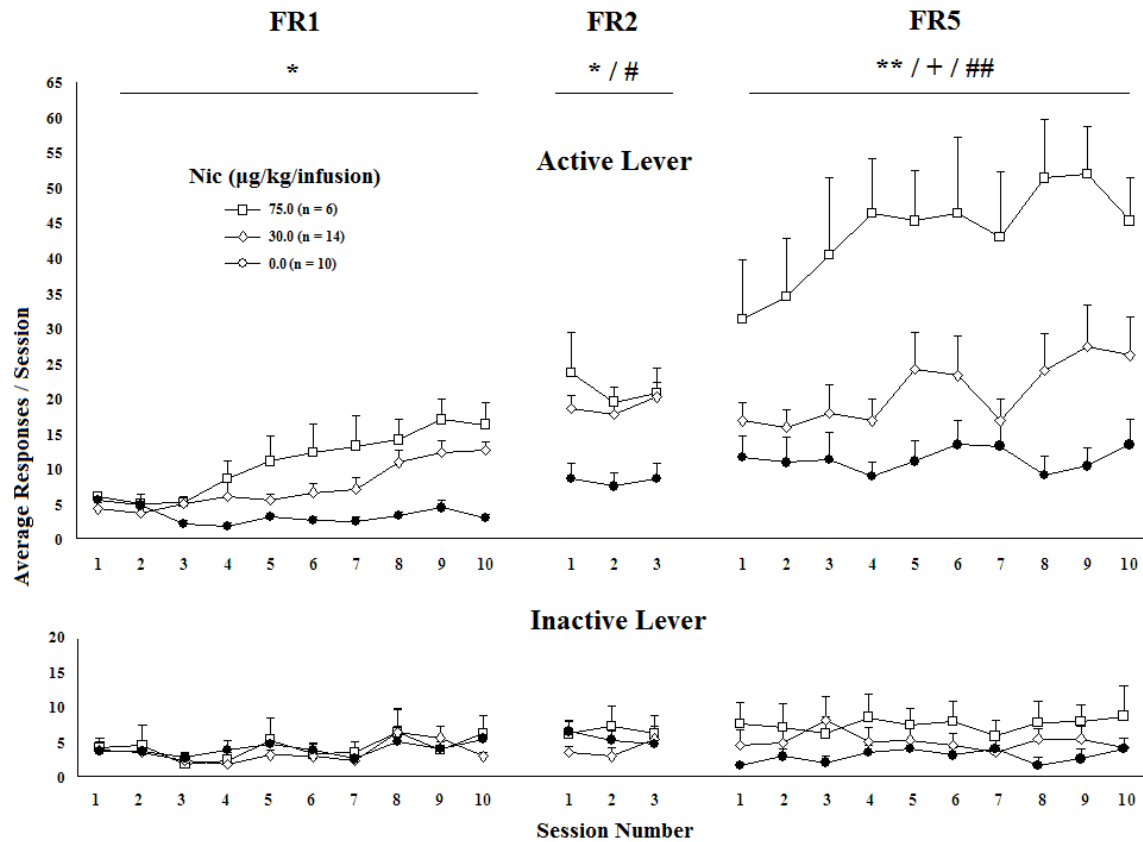 FR1 FR2 FR5
* * / # ** / + / ##
65
60
55
50
45
40
35
30
25
20
15
10
5
0
Active Lever
Nic (µg/kg/infusion)
75.0 (n = 6)
30.0 (n = 14)
0.0 (n = 10)
Average Responses / Session
1 2 3 4 5 6 7 8 9 10 1 2 3 1 2 3 4 5 6 7 8 9 10
Inactive Lever
20
15
10
5
0
1 2 3 4 5 6 7 8 9 10 1 2 3 1 2 3 4 5 6 7 8 9 10
Session Number